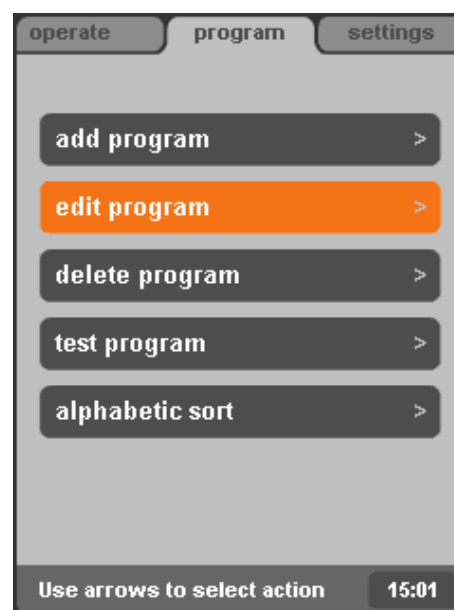 operate program settings
add program >
edit program >
delete program >
test program >
alphabetic sort >
Use arrows to select action 15:01